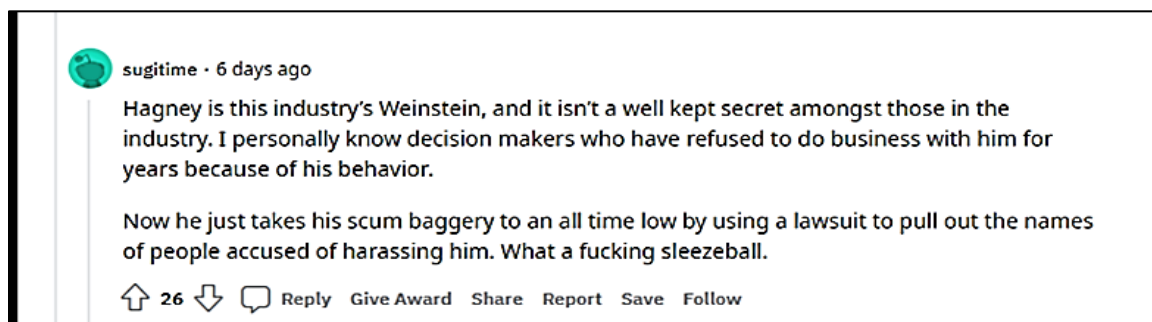 sugitime · 6 days ago
Hagney is this industry's Weinstein, and it isn't a well kept secret amongst those in the
industry. I personally know decision makers who have refused to do business with him for
years because of his behavior.
Now he just takes his scum baggery to an all time low by using a lawsuit to pull out the names
of people accused of harassing him. What a fucking sleezeball.
26 Reply Give Award Share Report Save Follow